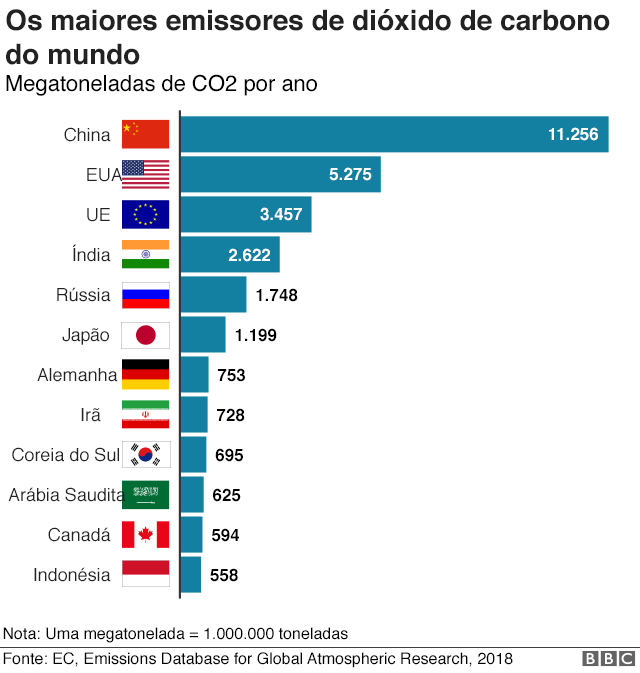 Os maiores emissores de dióxido de carbono
do mundo
Megatoneladas de CO2 por ano
China 11.256
EUA 5.275
UE 3.457
Índia 2.622
Rússia 1.748
Japão 1.199
Alemanha 753
Irã 728
Coreia do Sul 695
Arábia Saudita 625
Canadá 594
Indonésia 558
Nota: Uma megatonelada = 1.000.000 toneladas
Fonte: EC, Emissions Database for Global Atmospheric Research, 2018 BBC